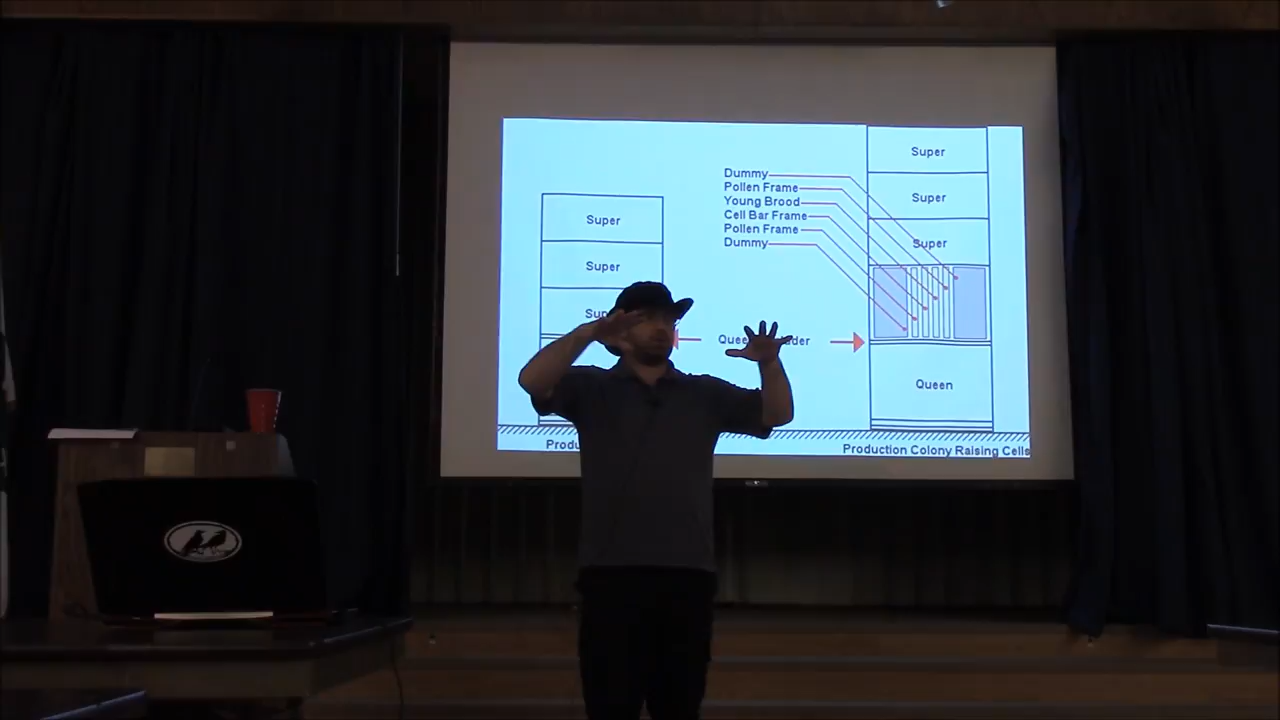 Super
Super
Super
Super
Super
Dummy
Pollen Frame
Young Brood
Cell Bar Frame
Pollen Frame
Dummy
Queen
Production Colony Raising Cells